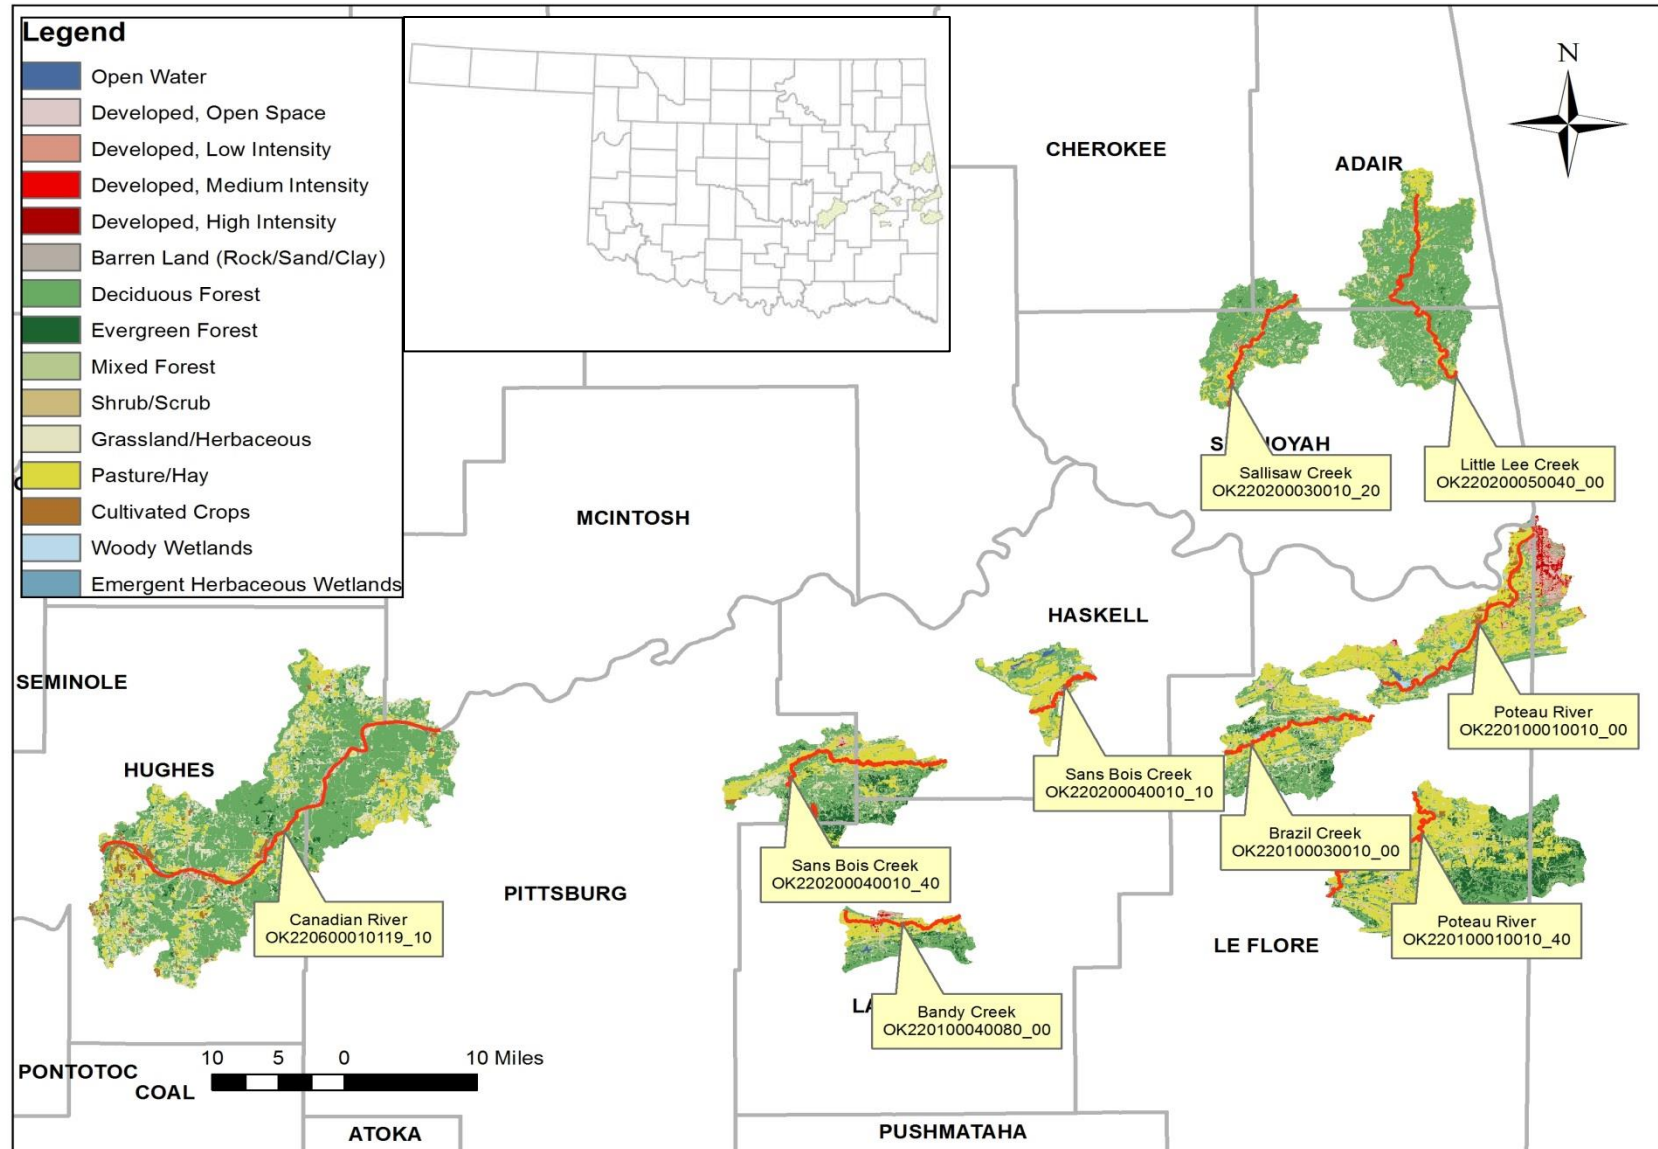 Legend
Open Water
Developed, Open Space
Developed, Low Intensity
Developed, Medium Intensity
Developed, High Intensity
Barren Land (Rock/Sand/Clay)
Deciduous Forest
Evergreen Forest
Mixed Forest
Shrub/Scrub
Grassland/Herbaceous
Pasture/Hay
Cultivated Crops
Woody Wetlands
Emergent Herbaceous Wetlands
N
CHEROKEE
ADAIR
Sallisaw Creek
OK220200030010_20
Little Lee Creek
OK220200050040_00
MCINTOSH
HASKELL
SEMINOLE
HUGHES
Poteau River
OK220100010010_00
Sans Bois Creek
OK220200040010_10
Brazil Creek
OK220100030010_00
Sans Bois Creek
OK220200040010_40
PITTSBURG
Canadian River
OK220600010119_10
Poteau River
OK220100010010_40
LE FLORE
Bandy Creek
OK220100040080_00
10 5 0 10 Miles
PONTOTOC
COAL
ATOKA
PUSHMATAHA